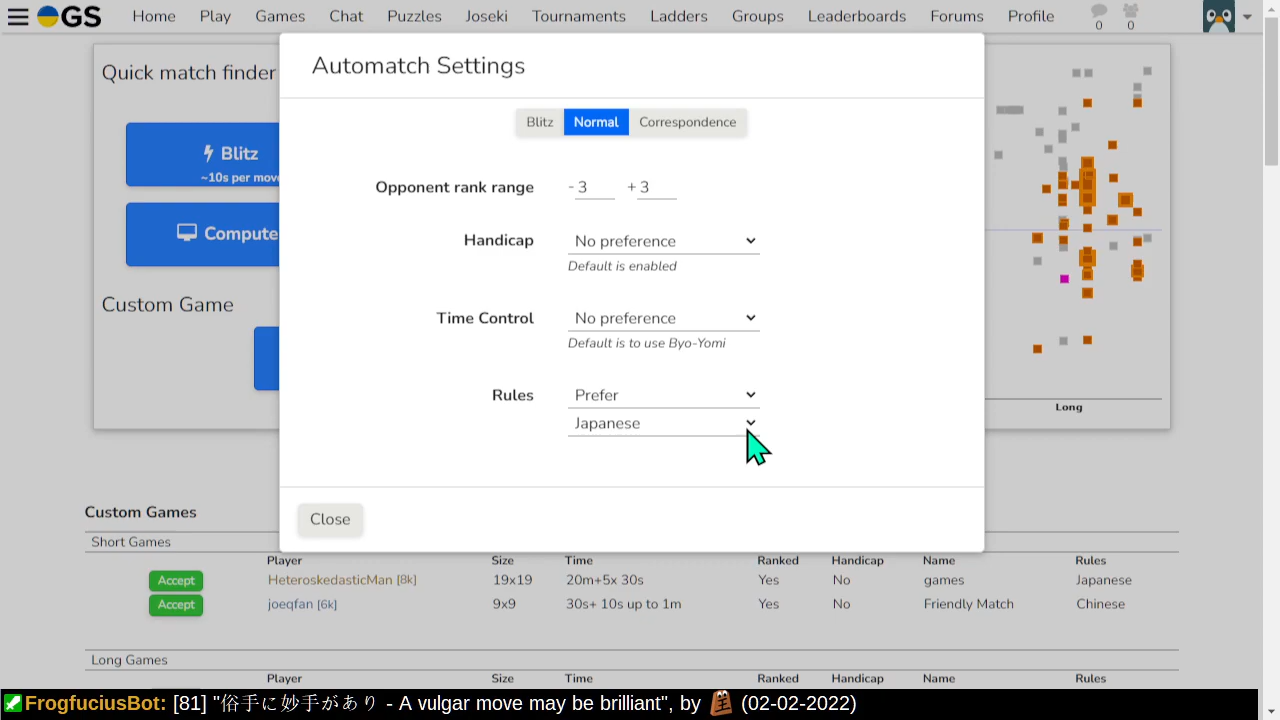 GS Home Play Games Chat Puzzles Joseki Tournaments Ladders Groups Leaderboards Forums Profile 0 0
Automatch Settings
Quick match finder
Blitz Normal Correspondence
Blitz
~10s per mov
Opponent rank range - 3 + 3
Compute
Handicap No preference
Default is enabled
Custom Game
Time Control No preference
Default is to use Byo-Yomi
Rules Prefer
Japanese
Long
Close
Custom Games
Short Games
Player Size Time Ranked Handicap Name Rules
Accept HeteroskedasticMan [8k] 19x19 20m+5x 30s Yes No games Japanese
Accept joeqfan [6k] 9x9 30s+ 10s up to 1m Yes No Friendly Match Chinese
Long Games
Player Size Time Ranked Handicap Name Rules
FrogfuciusBot: [81] "俗手に妙手があり - A vulgar move may be brilliant", by (02-02-2022)